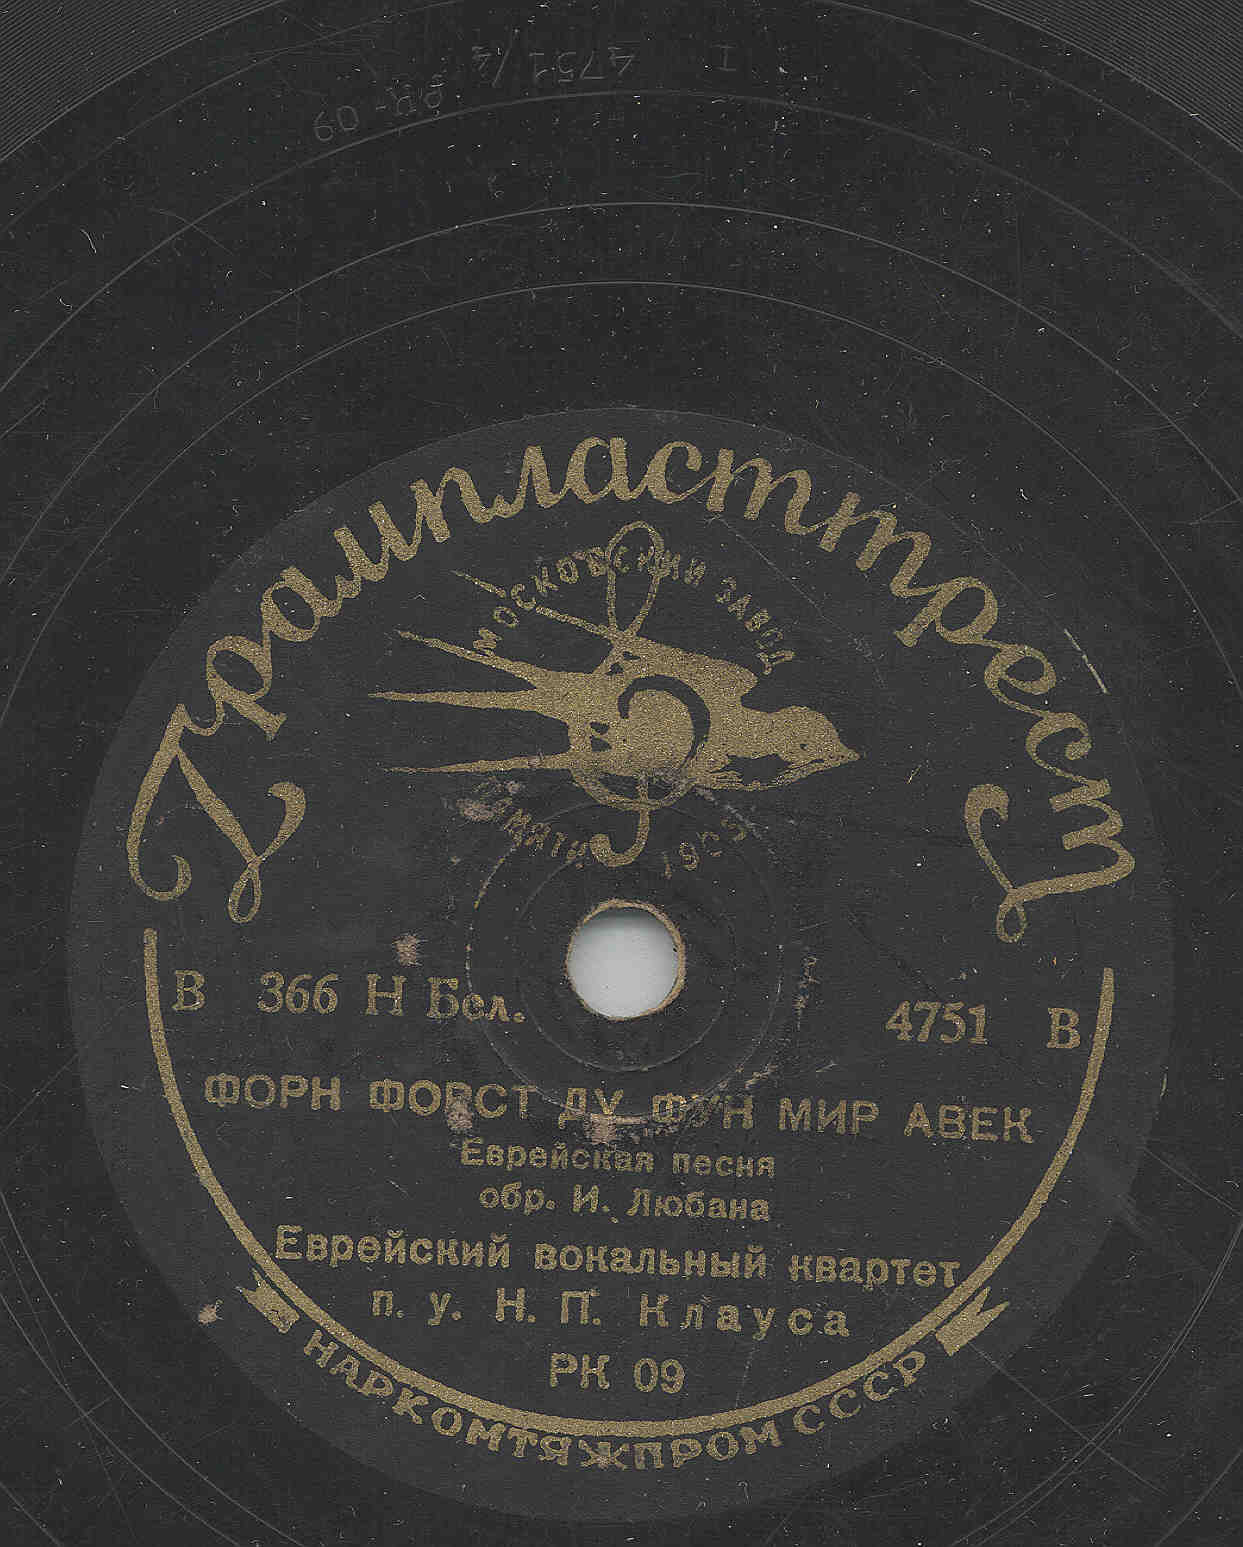 I 4751/4
РК-09
Грампласттрест
МОСКОВСКИЙ ЗАВОД
ПАМЯТИ 1905 г.
В 366 Н Бел. 4751 В
ФОРН ФОРСТ ДУ ФУН МИР АВЕК
Еврейская песня
обр. И. Любана
Еврейский вокальный квартет
п. у. Н. П. Клауса
РК 09
НАРКОМТЯЖПРОМ СССР